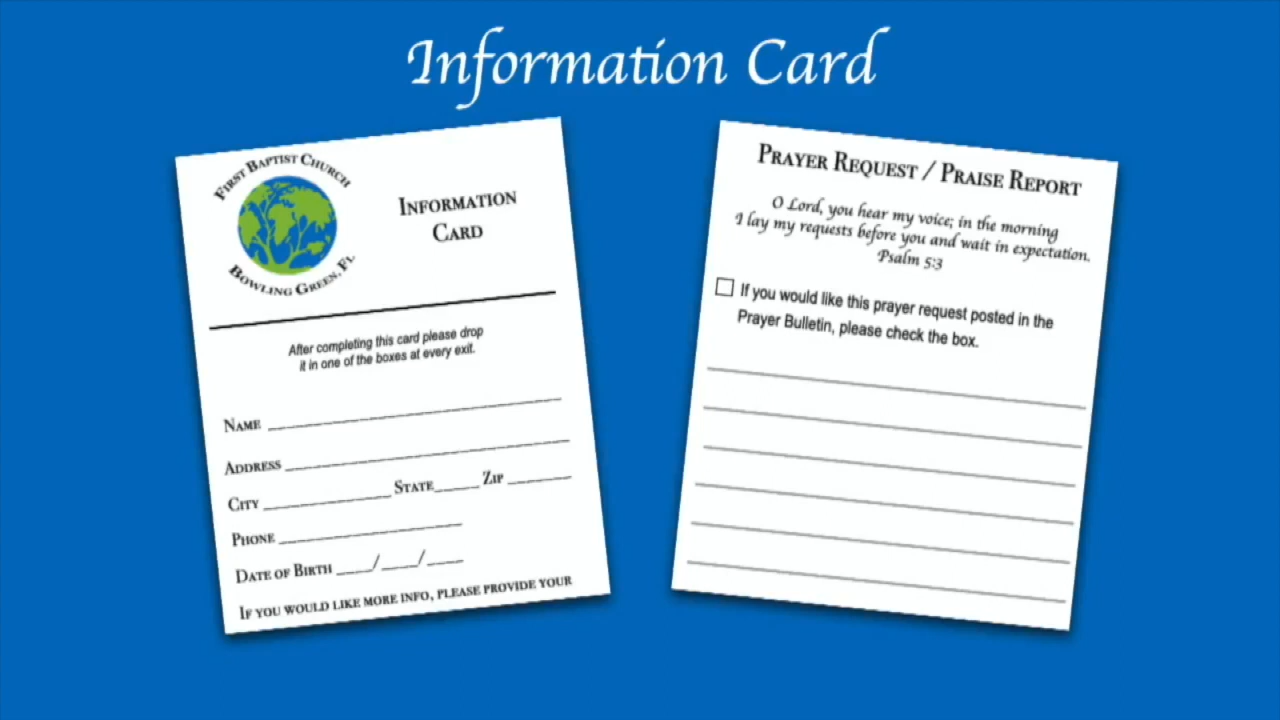 Information Card
First Baptist Church
Bowling Green, Fl
Information
Card
After completing this card please drop
it in one of the boxes at every exit.
Name
Address
City State Zip
Phone
Date of Birth / /
If you would like more info, please provide your
Prayer Request / Praise Report
O Lord, you hear my voice; in the morning
I lay my requests before you and wait in expectation.
Psalm 5:3
If you would like this prayer request posted in the
Prayer Bulletin, please check the box.